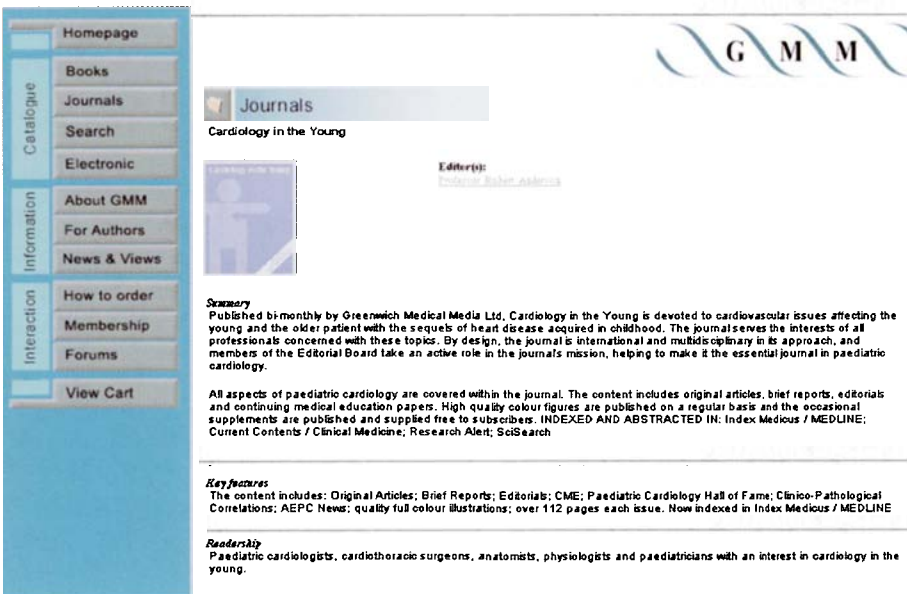 Homepage
Catalogue
Books
Journals
Search
Electronic
Information
About GMM
For Authors
News & Views
Interaction
How to order
Membership
Forums
View Cart
G M M
Journals
Cardiology in the Young
Cardiology in the Young
Editor(s):
Professor Robert Anderson
Summary
Published bi-monthly by Greenwich Medical Media Ltd, Cardiology in the Young is devoted to cardiovascular issues affecting the
young and the older patient with the sequels of heart disease acquired in childhood. The journal serves the interests of all
professionals concerned with these topics. By design, the journal is international and multidisciplinary in its approach, and
members of the Editorial Board take an active role in the journal's mission, helping to make it the essential journal in paediatric
cardiology.
All aspects of paediatric cardiology are covered within the journal. The content includes original articles, brief reports, editorials
and continuing medical education papers. High quality colour figures are published on a regular basis and the occasional
supplements are published and supplied free to subscribers. INDEXED AND ABSTRACTED IN: Index Medicus / MEDLINE;
Current Contents / Clinical Medicine; Research Alert; SciSearch
Key features
The content includes: Original Articles; Brief Reports; Editorials; CME; Paediatric Cardiology Hall of Fame; Clinico-Pathological
Correlations; AEPC News; quality full colour illustrations; over 112 pages each issue. Now indexed in Index Medicus / MEDLINE
Readership
Paediatric cardiologists, cardiothoracic surgeons, anatomists, physiologists and paediatricians with an interest in cardiology in the
young.